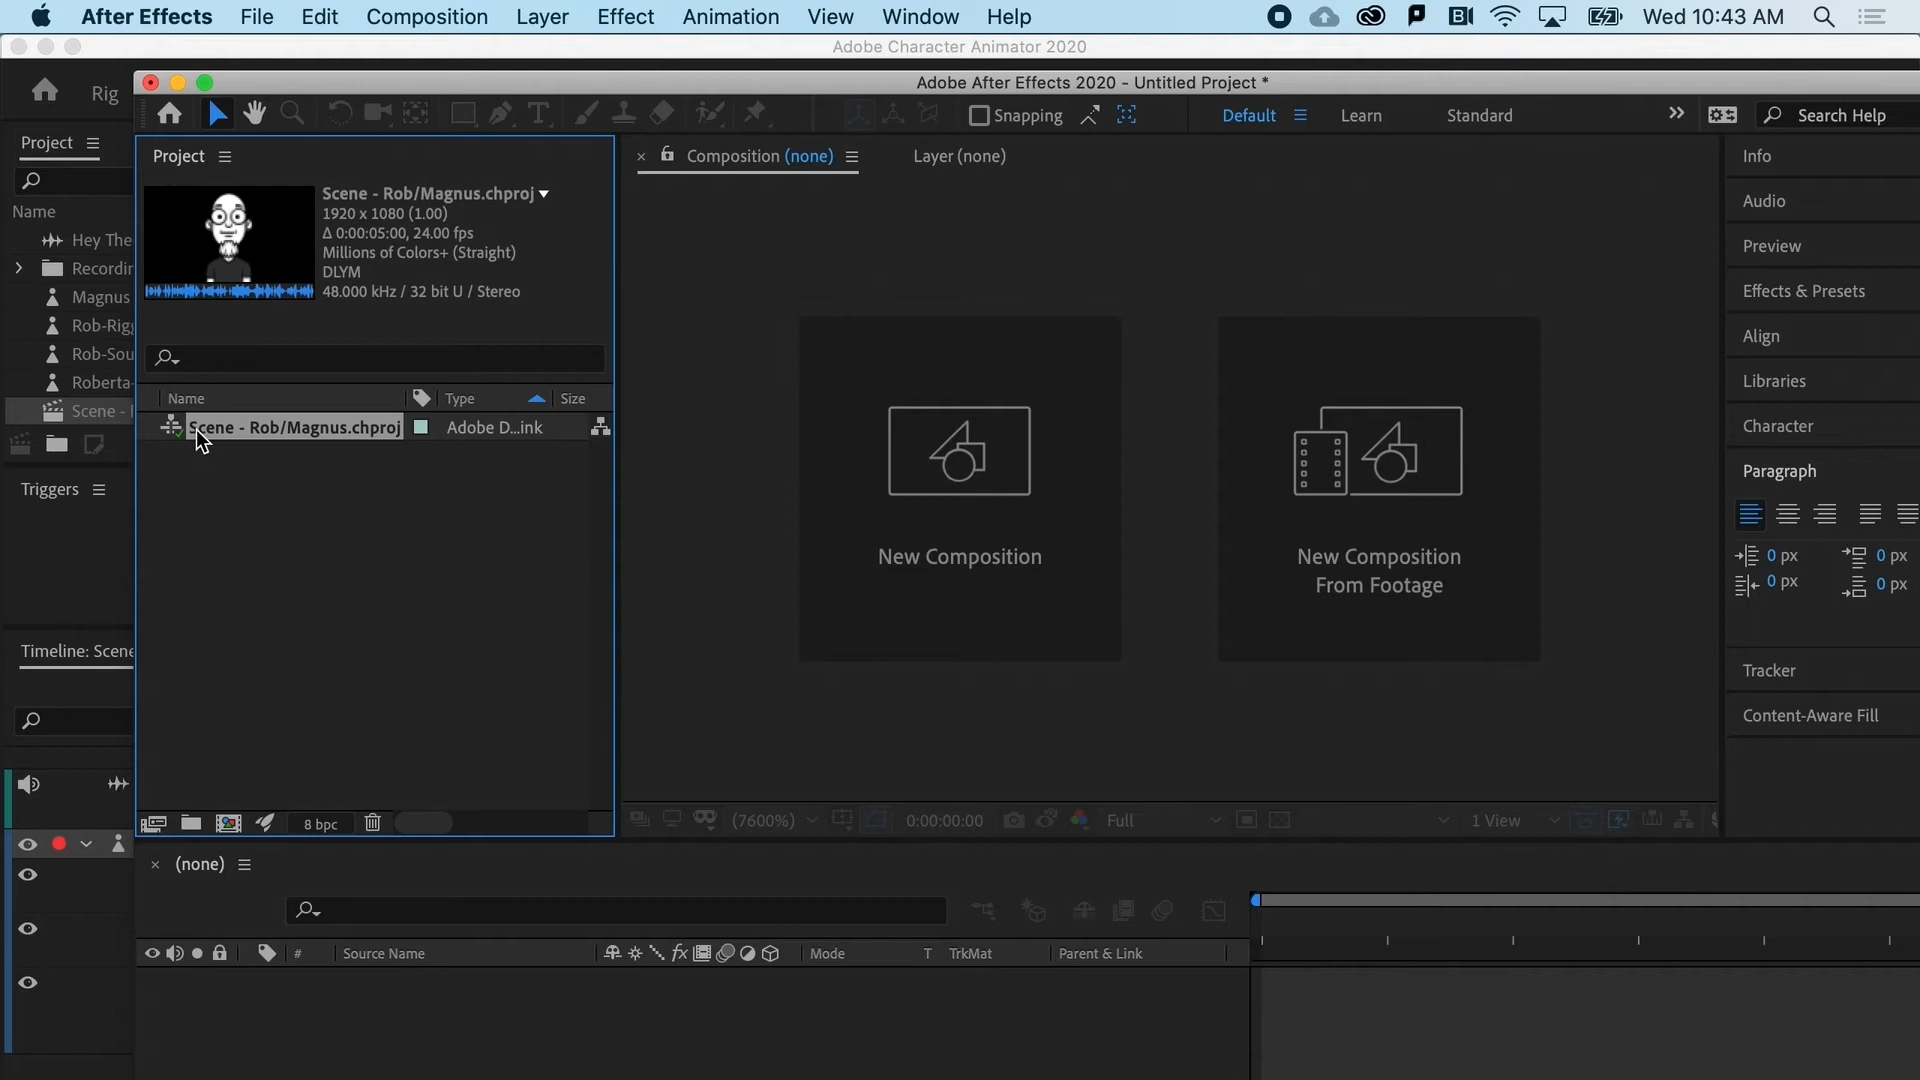 After Effects File Edit Composition Layer Effect Animation View Window Help Wed 10:43 AM
Adobe Character Animator 2020
Rig
Adobe After Effects 2020 - Untitled Project *
Snapping Default Learn Standard Search Help
Project
Name
Hey The
Recordin
Magnus
Rob-Rigg
Rob-Sou
Roberta-
Scene - R
Triggers
Timeline: Scene
Project
Scene - Rob/Magnus.chproj
1920 x 1080 (1.00)
Δ 0:00:05:00, 24.00 fps
Millions of Colors+ (Straight)
DLYM
48.000 kHz / 32 bit U / Stereo
Name Type Size
Scene - Rob/Magnus.chproj Adobe D...ink
8 bpc
Composition (none) Layer (none)
New Composition
New Composition
From Footage
(7600%) 0:00:00:00 Full 1 View
Info
Audio
Preview
Effects & Presets
Align
Libraries
Character
Paragraph
0 px 0 px
0 px 0 px
Tracker
Content-Aware Fill
(none)
# Source Name fx Mode T TrkMat Parent & Link